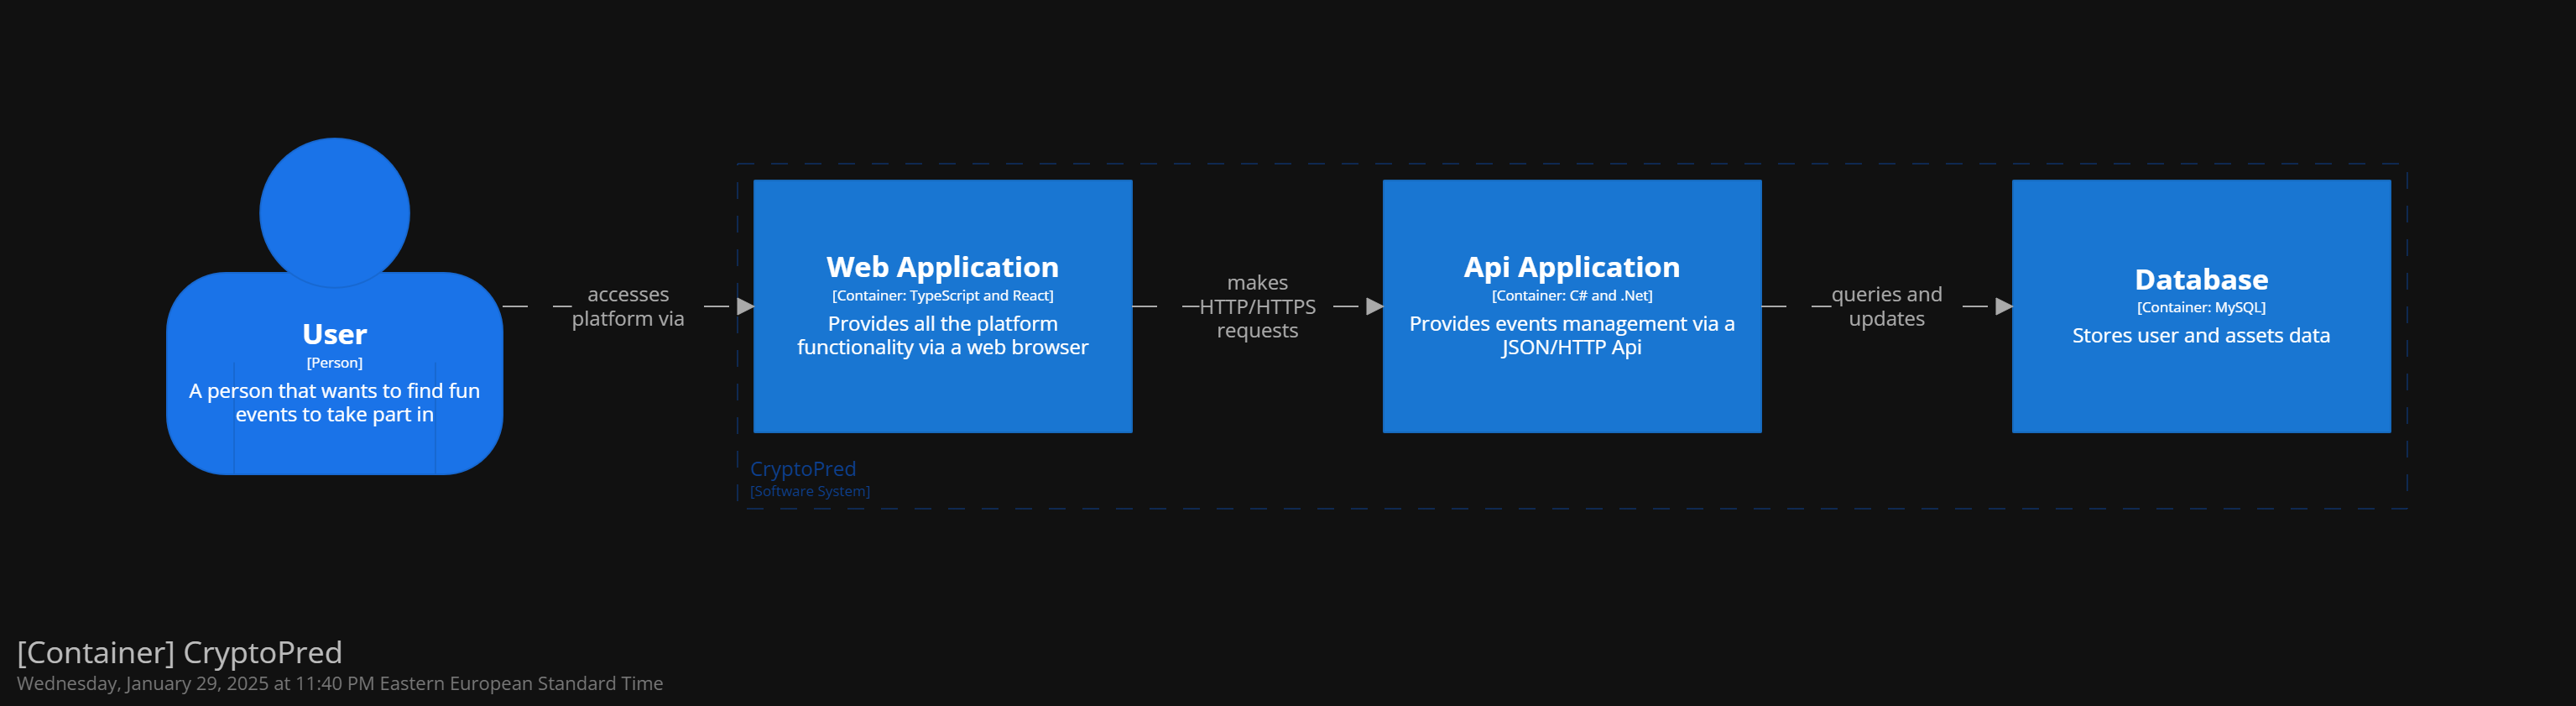 User
[Person]
A person that wants to find fun
events to take part in
accesses
platform via
Web Application
[Container: TypeScript and React]
Provides all the platform
functionality via a web browser
makes
HTTP/HTTPS
requests
Api Application
[Container: C# and .Net]
Provides events management via a
JSON/HTTP Api
queries and
updates
Database
[Container: MySQL]
Stores user and assets data
CryptoPred
[Software System]
[Container] CryptoPred
Wednesday, January 29, 2025 at 11:40 PM Eastern European Standard Time